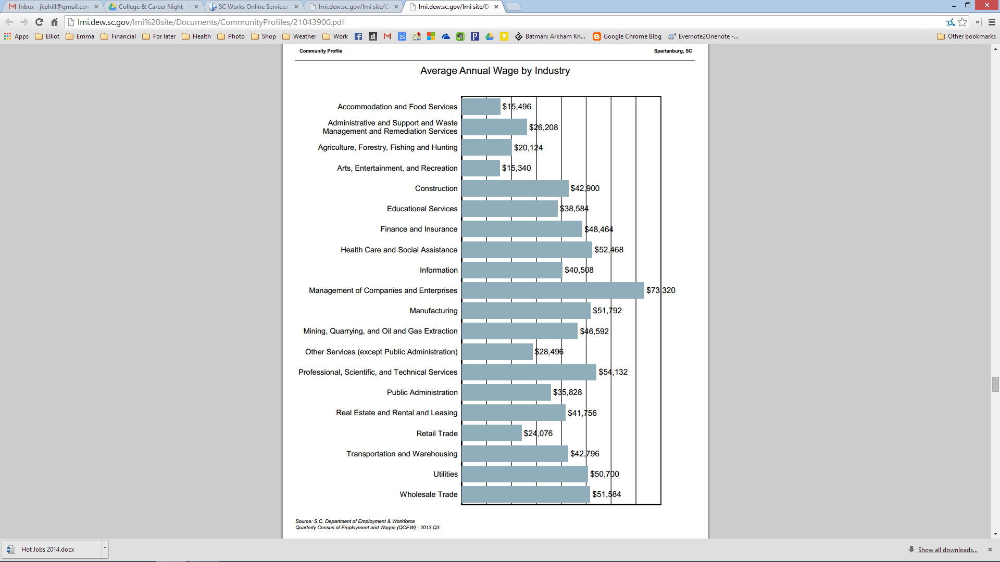 Inbox - jkphill@gmail.com
College & Career Night -
SC Works Online Services
lmi.dew.sc.gov/lmi site/C
lmi.dew.sc.gov/lmi site/D
lmi.dew.sc.gov/lmi%20site/Documents/CommunityProfiles/21043900.pdf
»
Apps
Elliot
Emma
Financial
For later
Health
Photo
Shop
Weather
Work
25
Batman: Arkham Kn...
Google Chrome Blog
Evernote2Onenote -...
Other bookmarks
Community Profile
Spartanburg, SC
Average Annual Wage by Industry
Accommodation and Food Services $15,496
Administrative and Support and Waste
Management and Remediation Services $26,208
Agriculture, Forestry, Fishing and Hunting $20,124
Arts, Entertainment, and Recreation $15,340
Construction $42,900
Educational Services $38,584
Finance and Insurance $48,464
Health Care and Social Assistance $52,468
Information $40,508
Management of Companies and Enterprises $73,320
Manufacturing $51,792
Mining, Quarrying, and Oil and Gas Extraction $46,592
Other Services (except Public Administration) $28,496
Professional, Scientific, and Technical Services $54,132
Public Administration $35,828
Real Estate and Rental and Leasing $41,756
Retail Trade $24,076
Transportation and Warehousing $42,796
Utilities $50,700
Wholesale Trade $51,584
Source: S.C. Department of Employment & Workforce
Quarterly Census of Employment and Wages (QCEW) - 2013 Q3
Hot Jobs 2014.docx
Show all downloads...